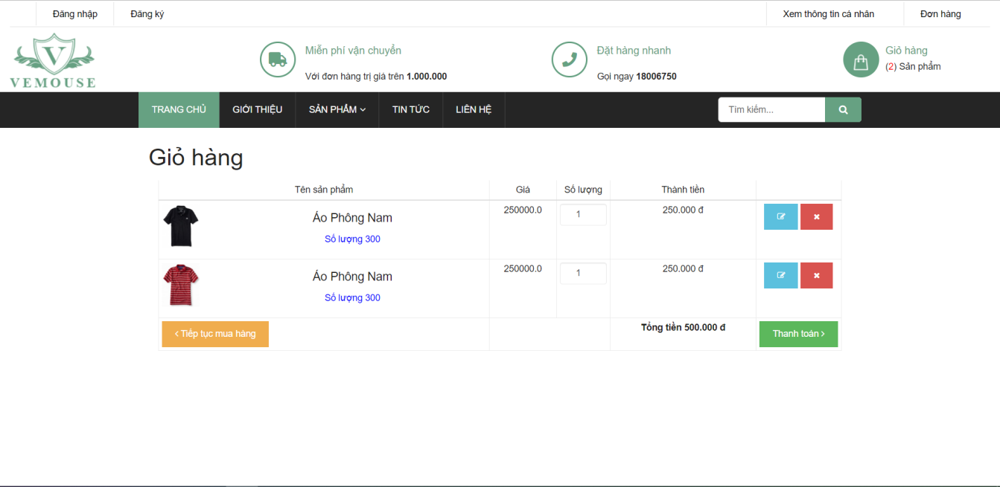 Đăng nhập
Đăng ký
Xem thông tin cá nhân
Đơn hàng
V
VEMOUSE
Miễn phí vận chuyển
Với đơn hàng trị giá trên 1.000.000
Đặt hàng nhanh
Gọi ngay 18006750
Giỏ hàng
(2) Sản phẩm
TRANG CHỦ
GIỚI THIỆU
SẢN PHẨM
TIN TỨC
LIÊN HỆ
Tìm kiếm...
Giỏ hàng
Tên sản phẩm Giá Số lượng Thành tiền
Áo Phông Nam 250000.0 1 250.000 đ
Số lượng 300
Áo Phông Nam 250000.0 1 250.000 đ
Số lượng 300
Tiếp tục mua hàng
Tổng tiền 500.000 đ
Thanh toán